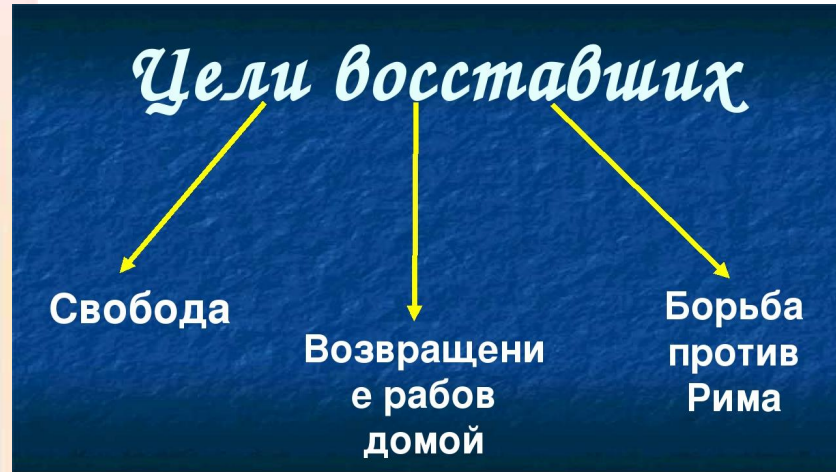 Цели восставших
Свобода
Возвращени
е рабов
домой
Борьба
против
Рима